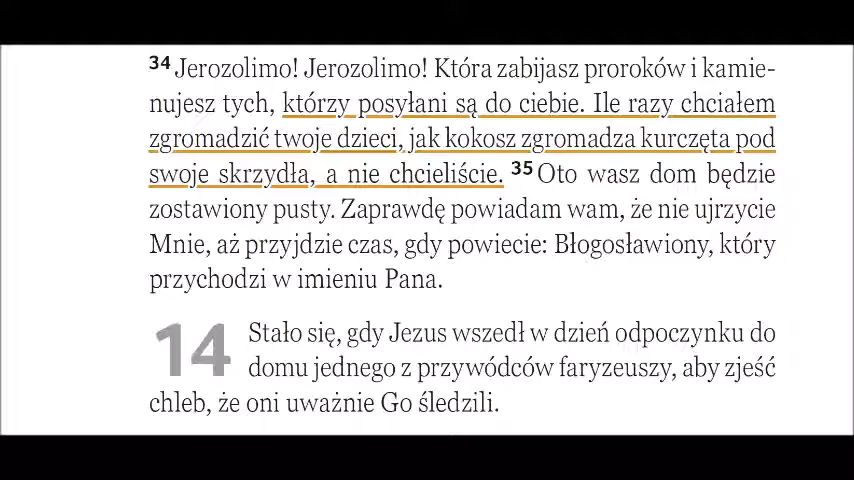 34 Jerozolimo! Jerozolimo! Która zabijasz proroków i kamie-
nujesz tych, którzy posyłani są do ciebie. Ile razy chciałem
zgromadzić twoje dzieci, jak kokosz zgromadza kurczęta pod
swoje skrzydła, a nie chcieliście. 35 Oto wasz dom będzie
zostawiony pusty. Zaprawdę powiadam wam, że nie ujrzycie
Mnie, aż przyjdzie czas, gdy powiecie: Błogosławiony, który
przychodzi w imieniu Pana.
14 Stało się, gdy Jezus wszedł w dzień odpoczynku do
domu jednego z przywódców faryzeuszy, aby zjeść
chleb, że oni uważnie Go śledzili.